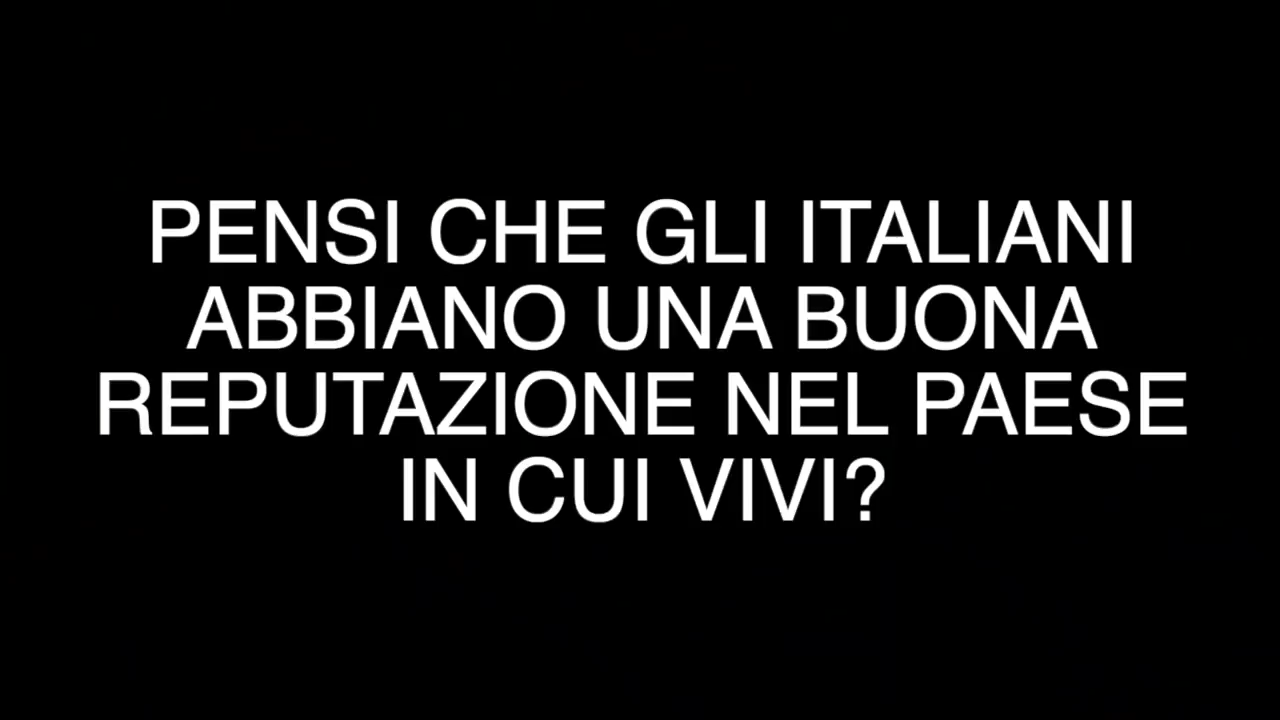 PENSI CHE GLI ITALIANI
ABBIANO UNA BUONA
REPUTAZIONE NEL PAESE
IN CUI VIVI?